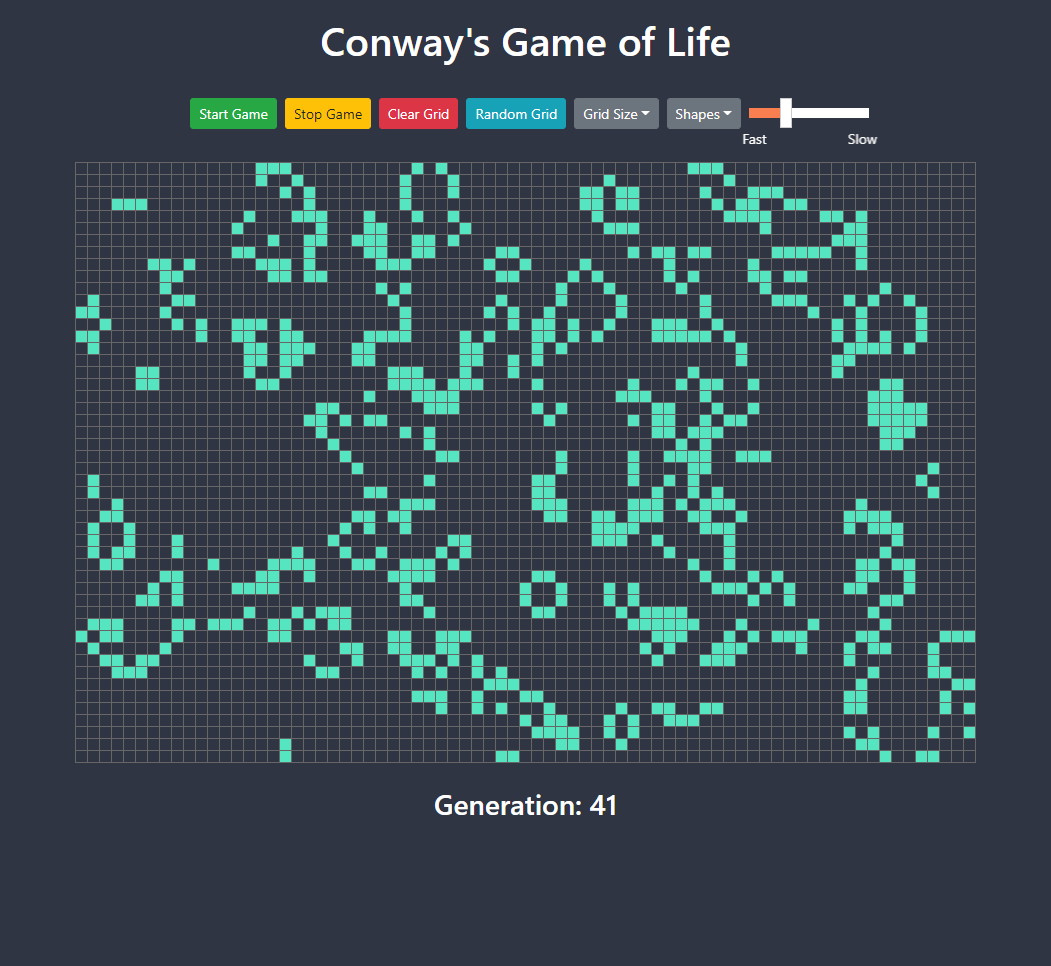 Conway's Game of Life
Start Game Stop Game Clear Grid Random Grid Grid Size Shapes
Fast Slow
Generation: 41